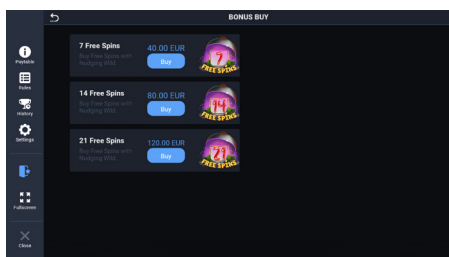 BONUS BUY
Paytable
Rules
History
Settings
Fullscreen
Close
7 Free Spins
Buy Free Spins with
Nudging Wild
40.00 EUR
Buy
7
FREE SPINS
14 Free Spins
Buy Free Spins with
Nudging Wild
80.00 EUR
Buy
14
FREE SPINS
21 Free Spins
Buy Free Spins with
Nudging Wild
120.00 EUR
Buy
21
FREE SPINS